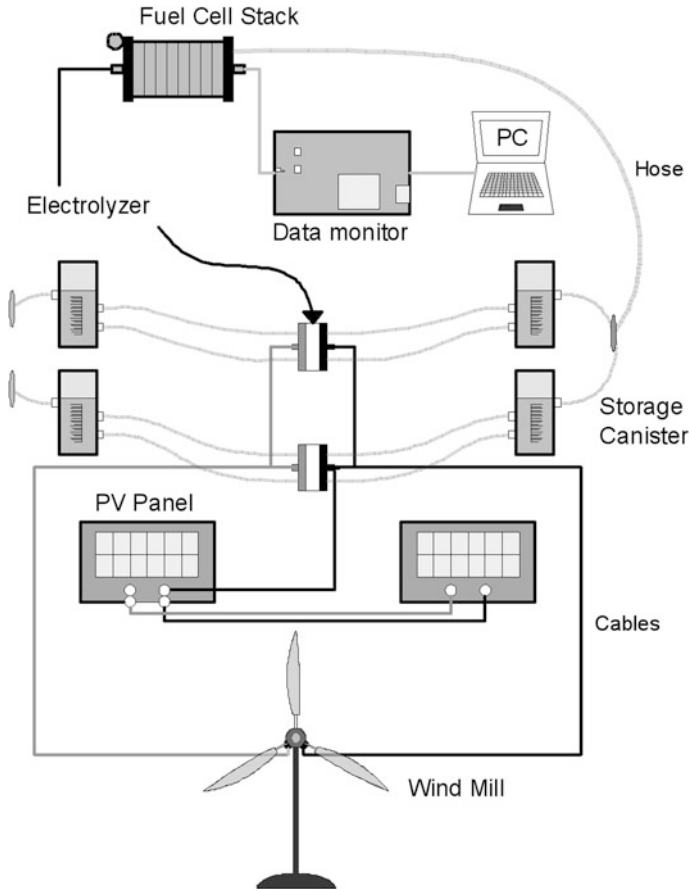 Fuel Cell Stack
PC
Hose
Electrolyzer
Data monitor
Storage
Canister
PV Panel
Cables
Wind Mill